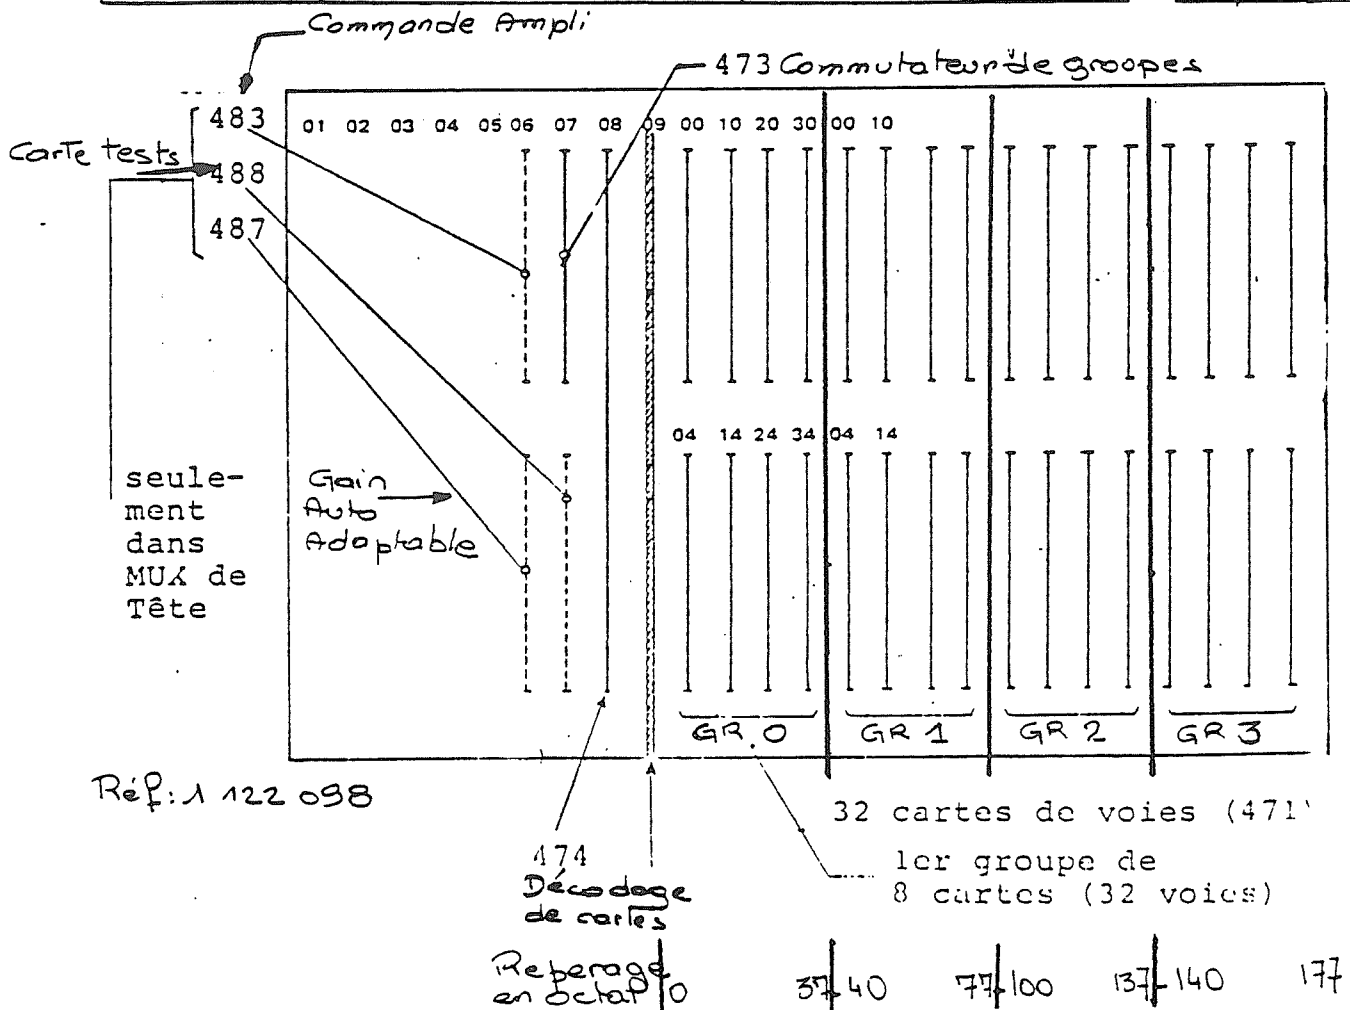 Commande Ampli
473 Commutateur de groupes
483
01 02 03 04 05 06 07 08 09 00 10 20 30 00 10
Carte tests
488
487
04 14 24 34 04 14
seule-
ment
dans
MUX de
Tête
Gain
Auto
Adaptable
GR.0 GR 1 GR 2 GR 3
Réf: 1 122 098
32 cartes de voies (471
474
Décodage
de cartes
1er groupe de
8 cartes (32 voies)
Reperage
en octal 0 37 40 77 100 137 140 177